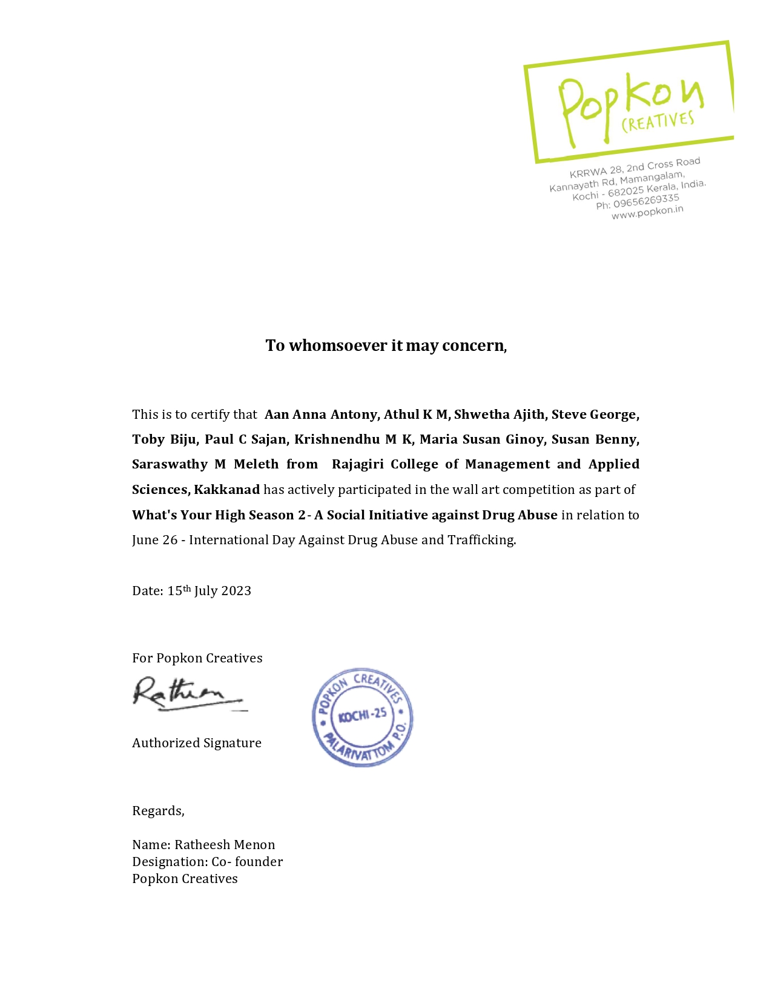 Popkon
CREATIVES
KRRWA 28, 2nd Cross Road
Kannayath Rd, Mamangalam,
Kochi - 682025 Kerala, India.
Ph: 09656269335
www.popkon.in
To whomsoever it may concern,
This is to certify that Aan Anna Antony, Athul K M, Shwetha Ajith, Steve George,
Toby Biju, Paul C Sajan, Krishnendhu M K, Maria Susan Ginoy, Susan Benny,
Saraswathy M Meleth from Rajagiri College of Management and Applied
Sciences, Kakkanad has actively participated in the wall art competition as part of
What's Your High Season 2- A Social Initiative against Drug Abuse in relation to
June 26 - International Day Against Drug Abuse and Trafficking.
Date: 15th July 2023
For Popkon Creatives
POPKON CREATIVES
KOCHI-25
PALARIVATTOM P.O.
Authorized Signature
Regards,
Name: Ratheesh Menon
Designation: Co- founder
Popkon Creatives